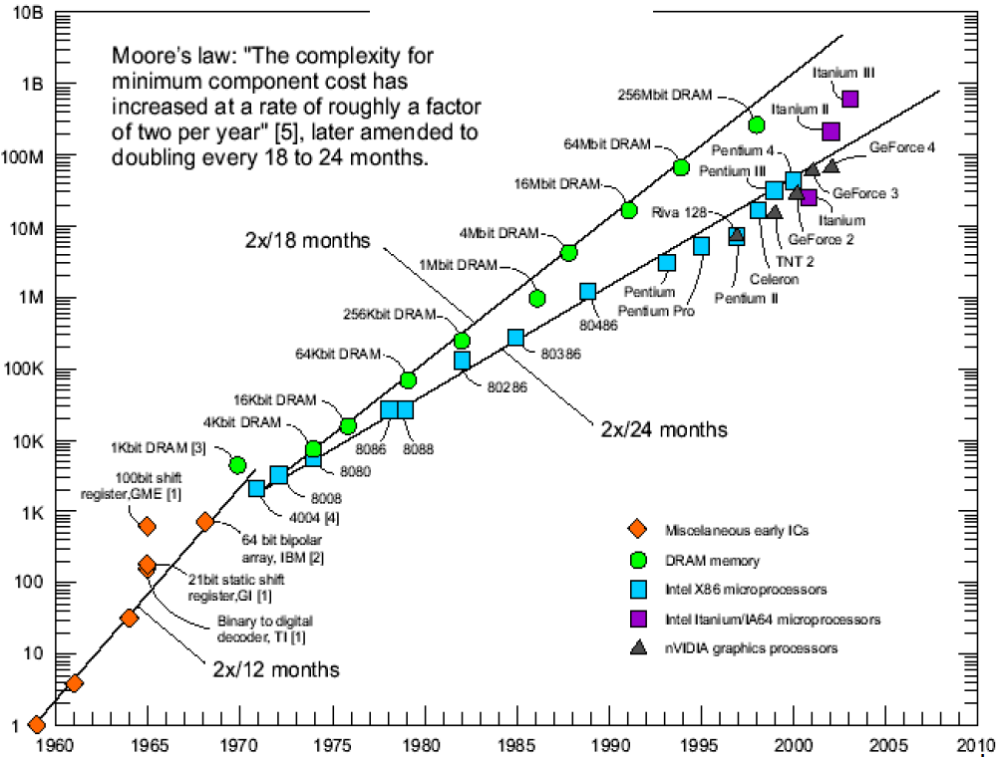 10B
1B
100M
10M
1M
100K
10K
1K
100
10
1
Moore's law: "The complexity for
minimum component cost has
increased at a rate of roughly a factor
of two per year" [5], later amended to
doubling every 18 to 24 months.
Itanium III
256Mbit DRAM
Itanium II
64Mbit DRAM
Pentium 4
GeForce 4
Pentium III
16Mbit DRAM
GeForce 3
Riva 128
Itanium
4Mbit DRAM
GeForce 2
2x/18 months
TNT 2
1Mbit DRAM
Celeron
Pentium
Pentium II
Pentium Pro
256Kbit DRAM
80486
64Kbit DRAM
80386
80286
16Kbit DRAM
4Kbit DRAM
2x/24 months
1Kbit DRAM [3]
8086
8088
8080
100bit shift
register,GME [1]
8008
4004 [4]
64 bit bipolar
array, IBM [2]
21bit static shift
register,GI [1]
Binary to digital
decoder, TI [1]
2x/12 months
Miscelaneous early ICs
DRAM memory
Intel X86 microprocessors
Intel Itanium/IA64 microprocessors
nVIDIA graphics processors
1960
1965
1970
1975
1980
1985
1990
1995
2000
2005
2010